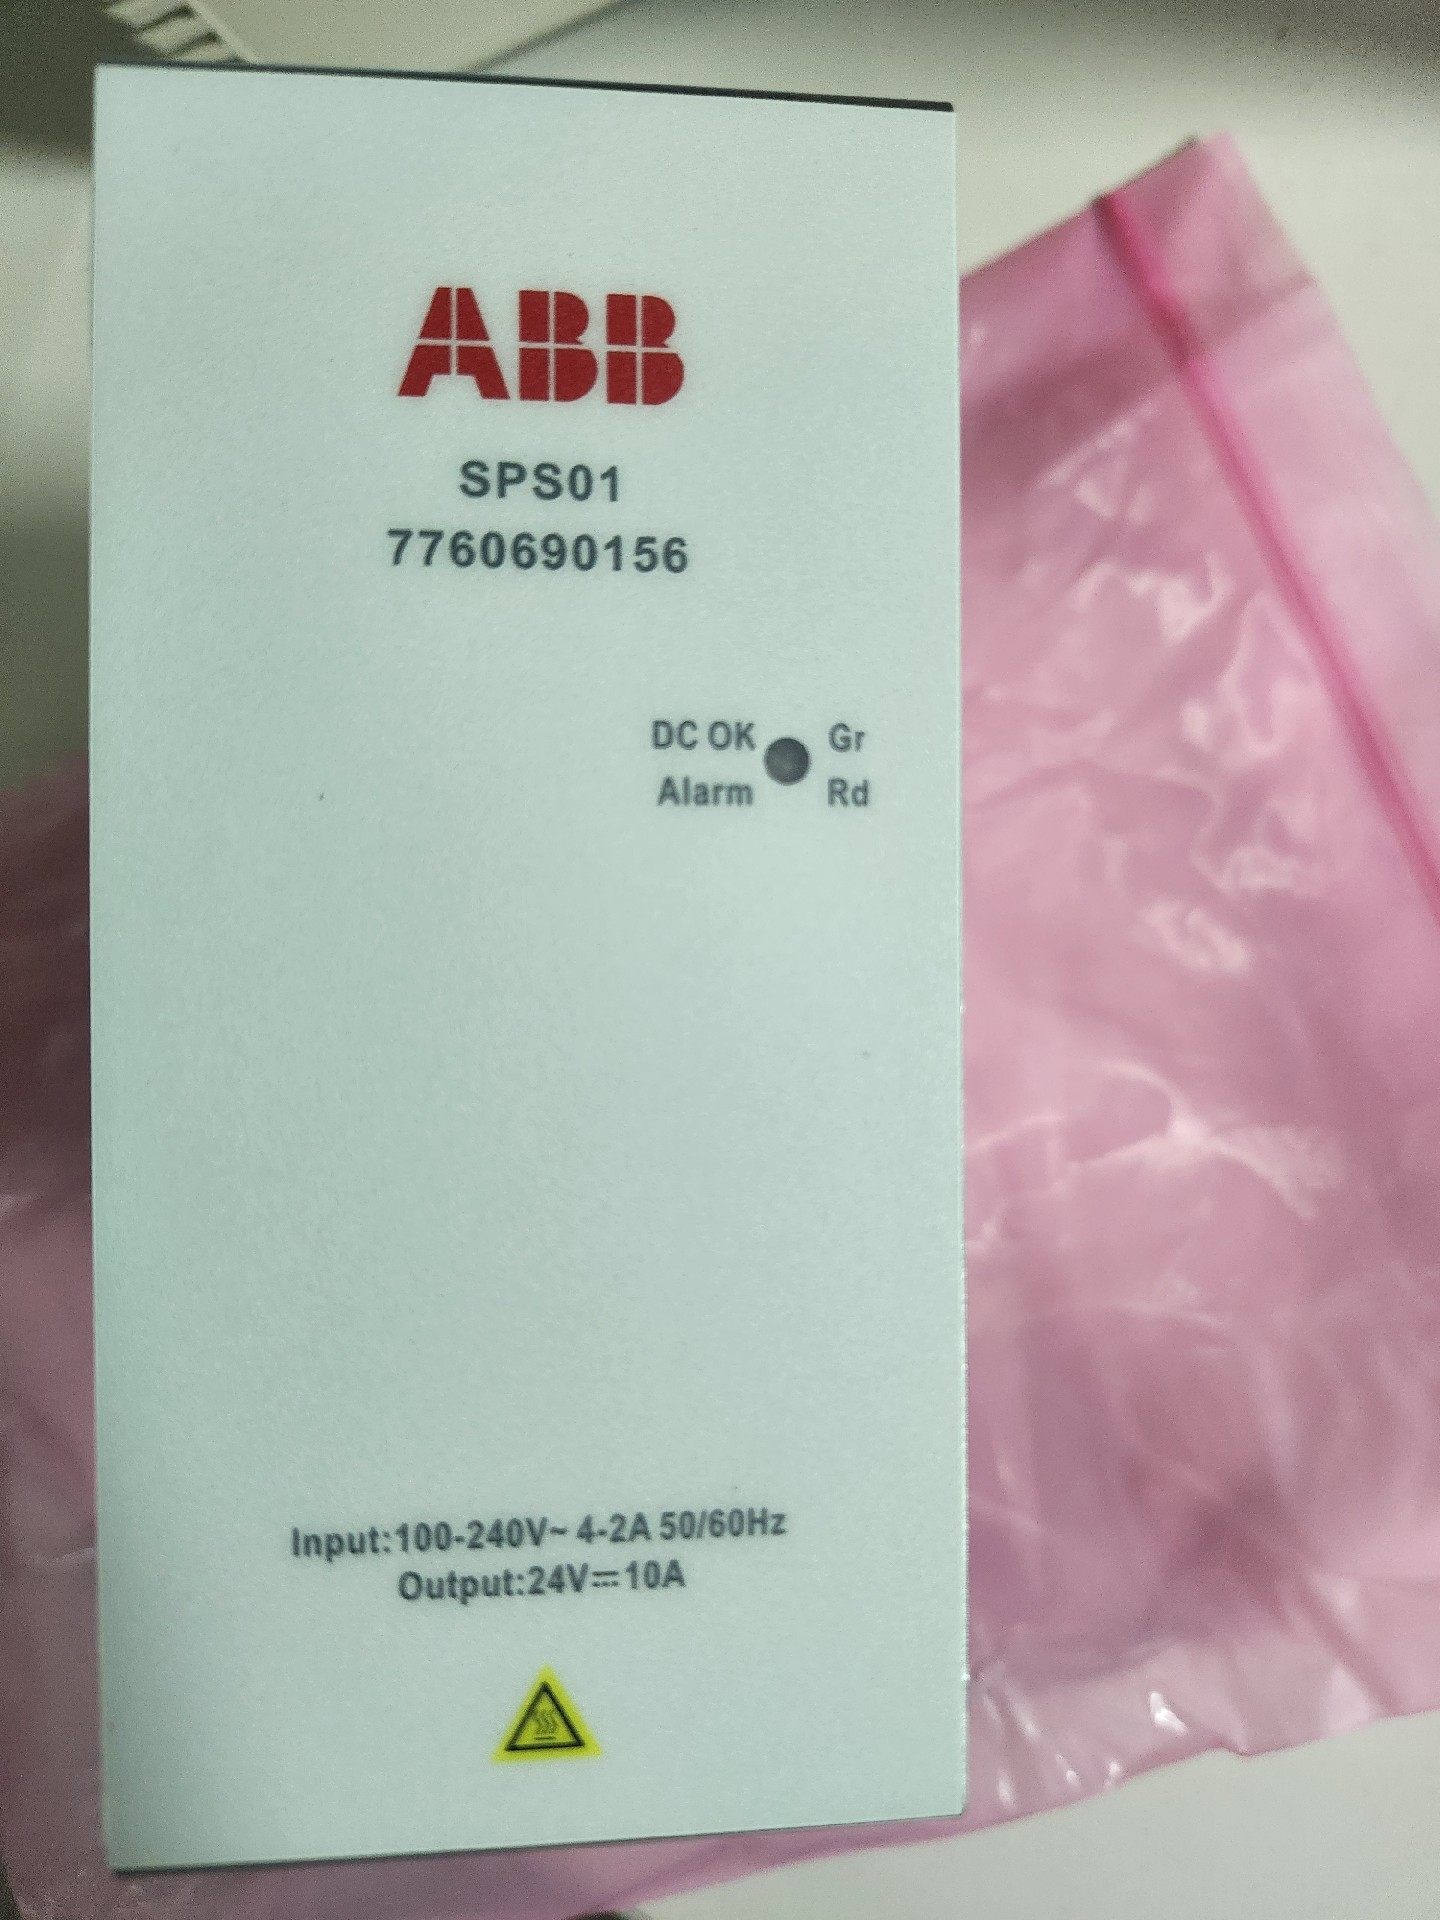 ABB
SPS01
7760690156
DC OK Gr
Alarm Rd
Input:100-240V~ 4-2A 50/60Hz
Output:24V⎓10A